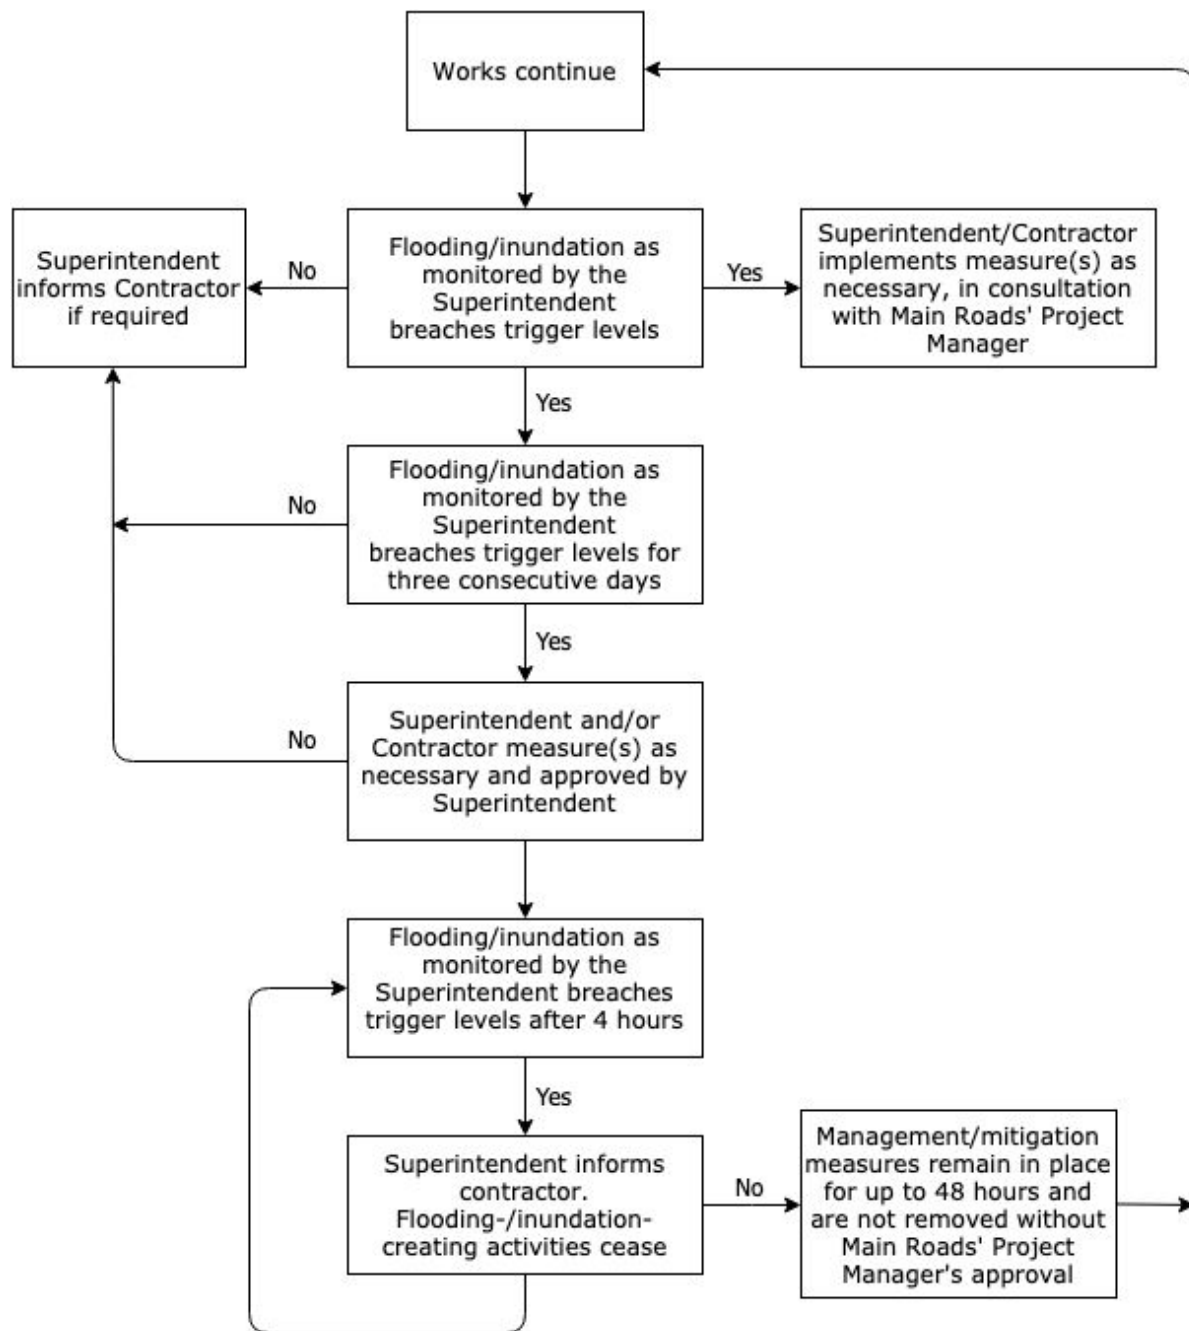 Works continue
Superintendent
informs Contractor
if required
No
Flooding/inundation as
monitored by the
Superintendent
breaches trigger levels
Yes
Superintendent/Contractor
implements measure(s) as
necessary, in consultation
with Main Roads' Project
Manager
Yes
No
Flooding/inundation as
monitored by the
Superintendent
breaches trigger levels for
three consecutive days
Yes
No
Superintendent and/or
Contractor measure(s) as
necessary and approved by
Superintendent
Flooding/inundation as
monitored by the
Superintendent breaches
trigger levels after 4 hours
Yes
Superintendent informs
contractor.
Flooding-/inundation-
creating activities cease
No
Management/mitigation
measures remain in place
for up to 48 hours and
are not removed without
Main Roads' Project
Manager's approval